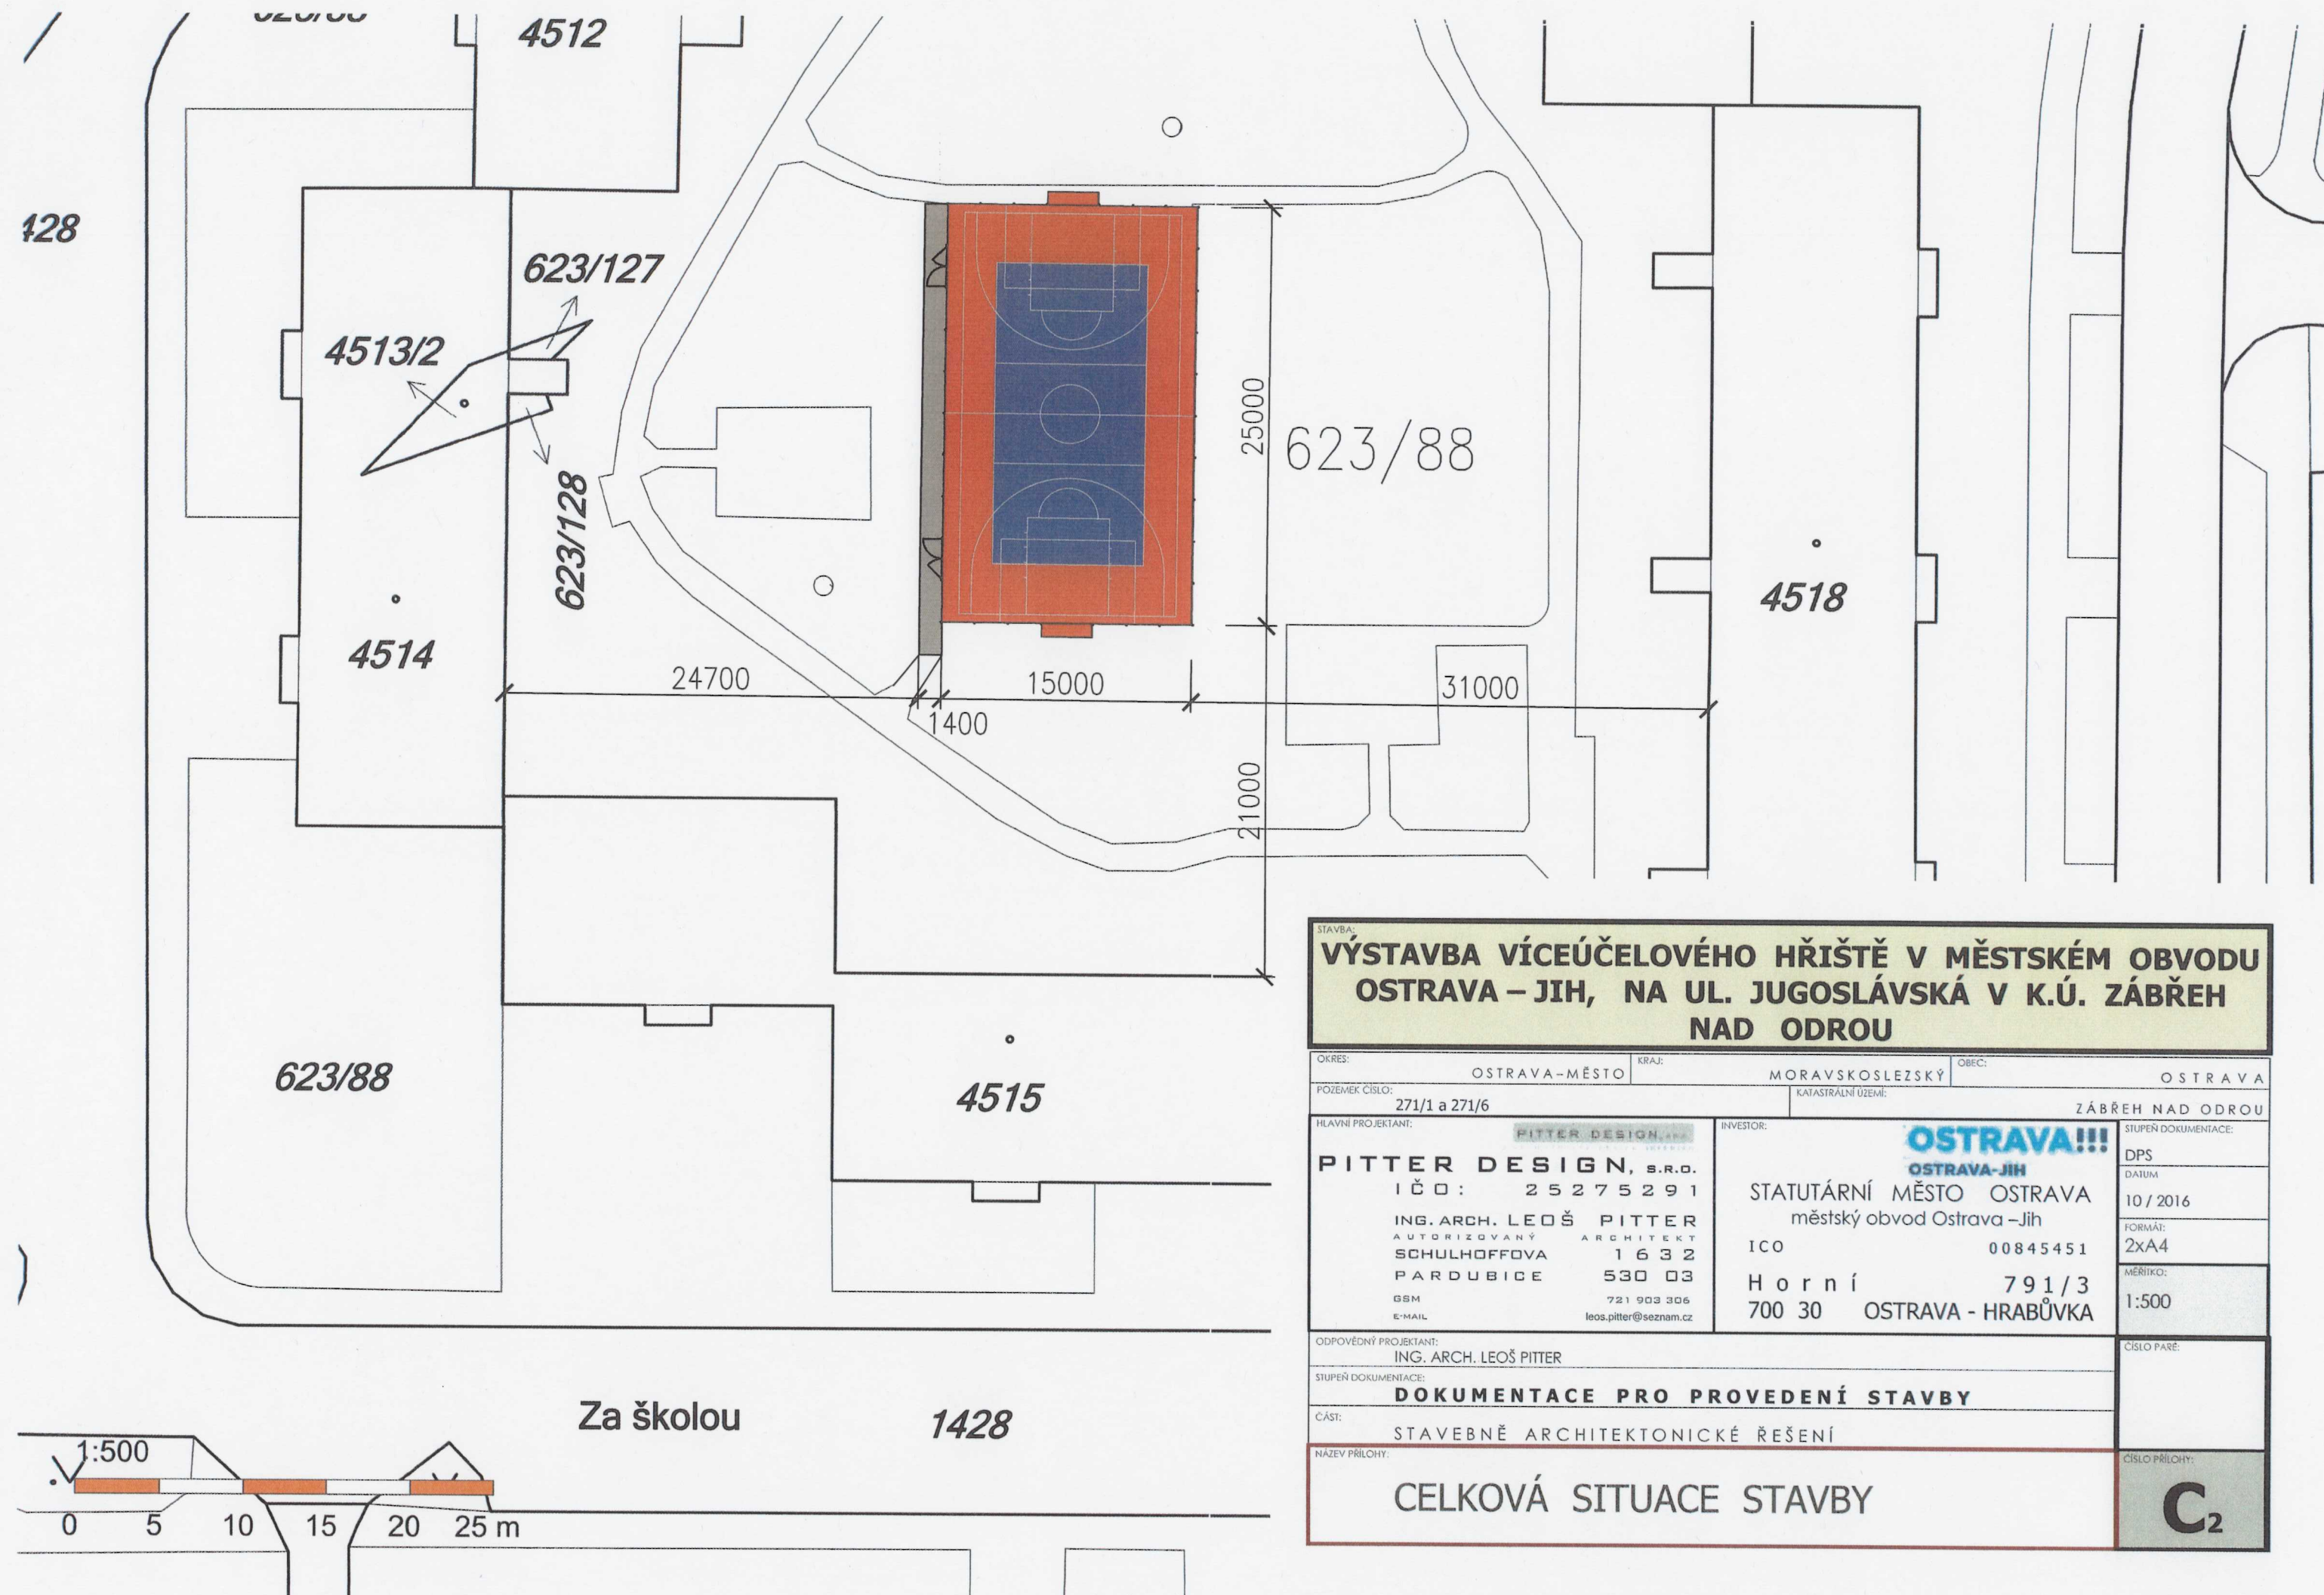 4512
428
623/127
4513/2
623/128
4514
4518
623/88
25000
24700
15000
31000
1400
21000
623/88
4515
Za školou
1428
1:500
0 5 10 15 20 25 m
STAVBA:
VÝSTAVBA VÍCEÚČELOVÉHO HŘIŠTĚ V MĚSTSKÉM OBVODU
OSTRAVA – JIH, NA UL. JUGOSLÁVSKÁ V K.Ú. ZÁBŘEH
NAD ODROU
OKRES: OSTRAVA-MĚSTO KRAJ: MORAVSKOSLEZSKÝ OBEC: OSTRAVA
POZEMEK ČÍSLO: 271/1 a 271/6 KATASTRÁLNÍ ÚZEMÍ: ZÁBŘEH NAD ODROU
HLAVNÍ PROJEKTANT:
PITTER DESIGN, s.r.o.
PITTER DESIGN, S.R.O.
IČO: 25275291
ING. ARCH. LEOŠ PITTER
AUTORIZOVANÝ ARCHITEKT
SCHULHOFFOVA 1632
PARDUBICE 530 03
GSM 721 903 306
E-MAIL leos.pitter@seznam.cz
INVESTOR:
OSTRAVA!!!
OSTRAVA-JIH
STATUTÁRNÍ MĚSTO OSTRAVA
městský obvod Ostrava –Jih
ICO 00845451
Horní 791/3
700 30 OSTRAVA - HRABŮVKA
STUPEŇ DOKUMENTACE:
DPS
DATUM
10 / 2016
FORMÁT:
2xA4
MĚŘÍTKO:
1:500
ODPOVĚDNÝ PROJEKTANT:
ING. ARCH. LEOŠ PITTER
STUPEŇ DOKUMENTACE:
DOKUMENTACE PRO PROVEDENÍ STAVBY
ČÁST:
STAVEBNĚ ARCHITEKTONICKÉ ŘEŠENÍ
ČÍSLO PARÉ:
NÁZEV PŘÍLOHY:
CELKOVÁ SITUACE STAVBY
ČÍSLO PŘÍLOHY:
C2